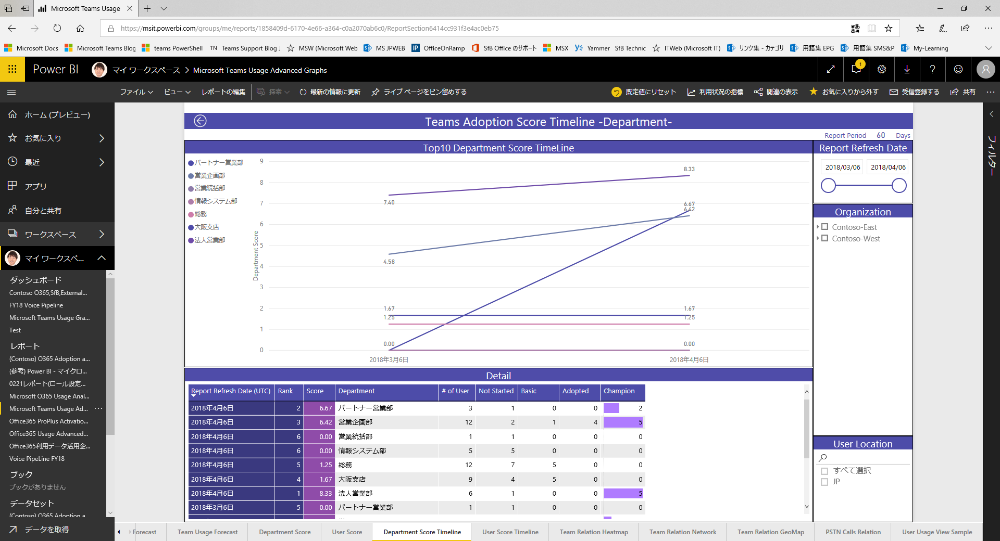 Microsoft Teams Usage
https://msit.powerbi.com/groups/me/reports/1858409d-6170-4e66-a364-c0a2070ab6c0/ReportSection6414cc931f3e4ac0eb75
Microsoft Docs Microsoft Teams Blog teams PowerShell TN Teams Support Blog J MSW (Microsoft Web MS JPWEB IP OfficeOnRamp SfB Office のサポート MSX Yammer SfB Technic ITWeb (Microsoft IT) リンク集 - カテゴリ 用語集 EPG 用語集 SMS&P My-Learning
Power BI マイ ワークスペース > Microsoft Teams Usage Advanced Graphs 1 ?
ファイル ビュー レポートの編集 探索 最新の情報に更新 ライブ ページをピン留めする 既定値にリセット 利用状況の指標 関連の表示 お気に入りから外す 受信登録する 共有 ...
ホーム (プレビュー)
お気に入り
最近
アプリ
自分と共有
ワークスペース
マイ ワークスペ...
ダッシュボード
Contoso O365,SfB,External...
FY18 Voice Pipeline
Microsoft Teams Usage Gra...
Test
レポート
(Contoso) O365 Adoption a...
(参考) Power BI - マイクロ...
0221レポート(ロール設定...
Microsoft O365 Usage Anal...
Microsoft Teams Usage Ad... ...
Office365 ProPlus Activatio...
Office365 Usage Advanced...
Office365利用データ活用企...
Voice PipeLine FY18
ブック
ブックがありません
データセット
(Contoso) O365 Adoption a
データを取得
Teams Adoption Score Timeline -Department-
Report Period 60 Days
Top10 Department Score TimeLine
パートナー営業部
営業企画部
営業統括部
情報システム部
総務
大阪支店
法人営業部
Department Score
9
8
7
6
5
4
3
2
1
0
7.40
8.33
6.67
6.42
4.58
1.67
1.25
1.67
1.25
0.00
0.00
2018年3月6日 2018年4月6日
Report Refresh Date
2018/03/06 2018/04/06
Organization
Contoso-East
Contoso-West
User Location
すべて選択
JP
フィルター
Detail
Report Refresh Date (UTC) Rank Score Department # of User Not Started Basic Adopted Champion
2018年4月6日 2 6.67 パートナー営業部 3 1 0 0 2
2018年4月6日 3 6.42 営業企画部 12 2 1 4 5
2018年4月6日 6 0.00 営業統括部 1 1 0 0 0
2018年4月6日 6 0.00 情報システム部 5 5 0 0 0
2018年4月6日 5 1.25 総務 12 7 5 0 0
2018年4月6日 4 1.67 大阪支店 9 4 5 0 0
2018年4月6日 1 8.33 法人営業部 6 1 0 0 5
2018年3月6日 5 0.00 パートナー営業部 1 1 0 0 0
Forecast Team Usage Forecast Department Score User Score Department Score Timeline User Score Timeline Team Relation Heatmap Team Relation Network Team Relation GeoMap PSTN Calls Relation User Usage View Sample